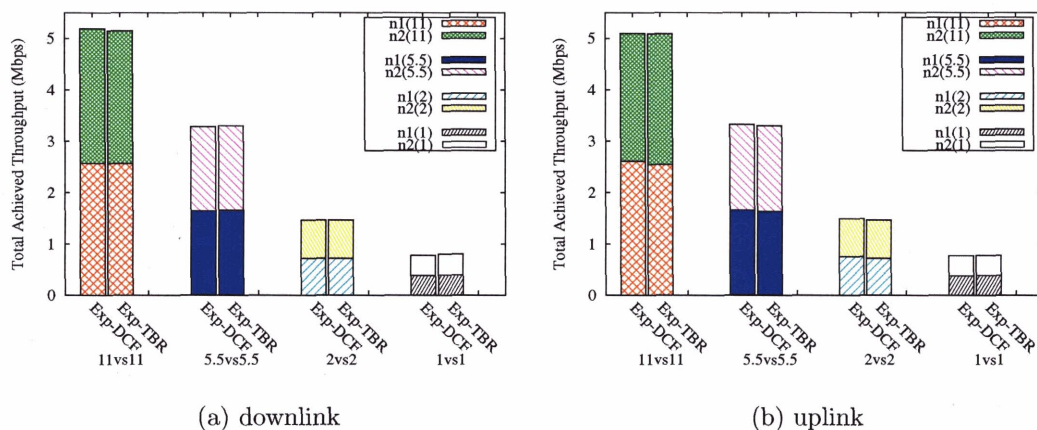 Total Achieved Throughput (Mbps)
5
4
3
2
1
0
n1(11)
n2(11)
n1(5.5)
n2(5.5)
n1(2)
n2(2)
n1(1)
n2(1)
Exp-DCF
Exp-TBR
Exp-DCF
Exp-TBR
Exp-DCF
Exp-TBR
Exp-DCF
Exp-TBR
11vs11 5.5vs5.5 2vs2 1vs1
(a) downlink
Total Achieved Throughput (Mbps)
5
4
3
2
1
0
n1(11)
n2(11)
n1(5.5)
n2(5.5)
n1(2)
n2(2)
n1(1)
n2(1)
Exp-DCF
Exp-TBR
Exp-DCF
Exp-TBR
Exp-DCF
Exp-TBR
Exp-DCF
Exp-TBR
11vs11 5.5vs5.5 2vs2 1vs1
(b) uplink